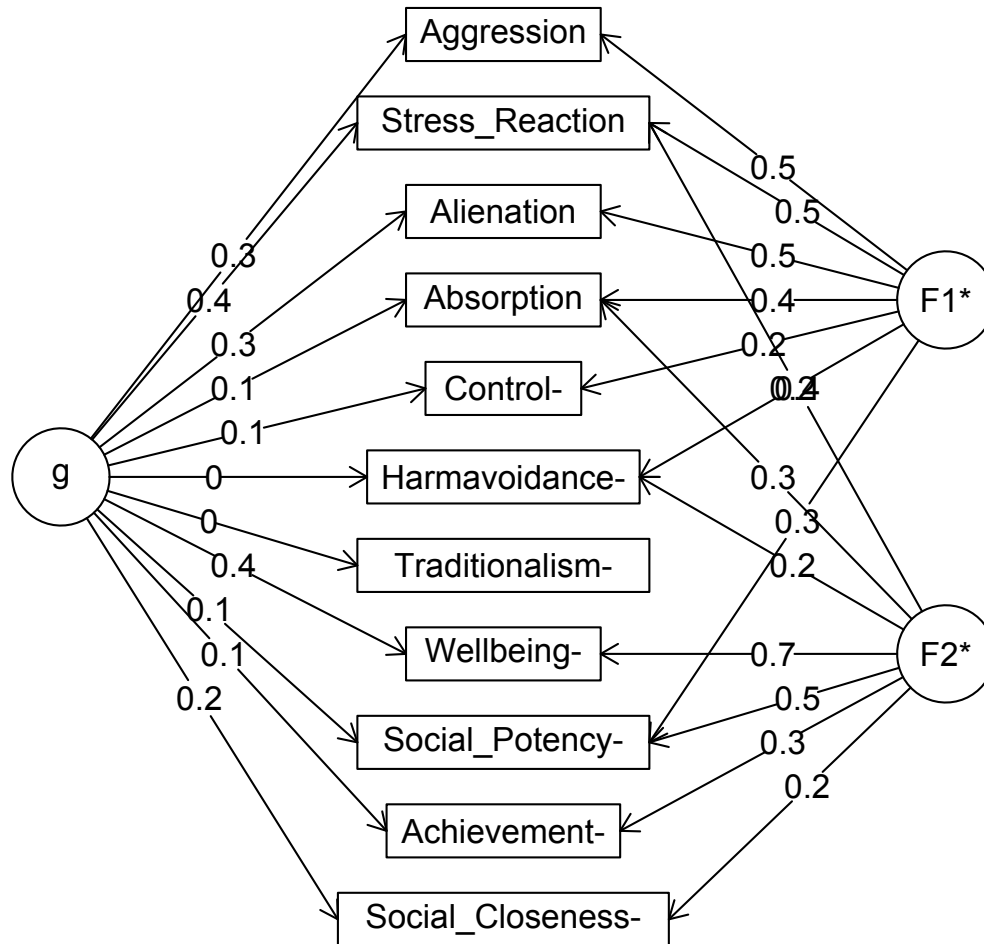 Aggression
Stress_Reaction
0.5
0.5
Alienation
0.3
0.5
F1*
0.4
Absorption
0.4
0.3
0.2
0.1
Control-
0.1
g
0
Harmavoidance-
0.3
0
0.3
0.4
Traditionalism-
0.2
0.1
Wellbeing-
0.7
F2*
0.1
0.2
0.5
Social_Potency-
0.3
0.2
Achievement-
Social_Closeness-